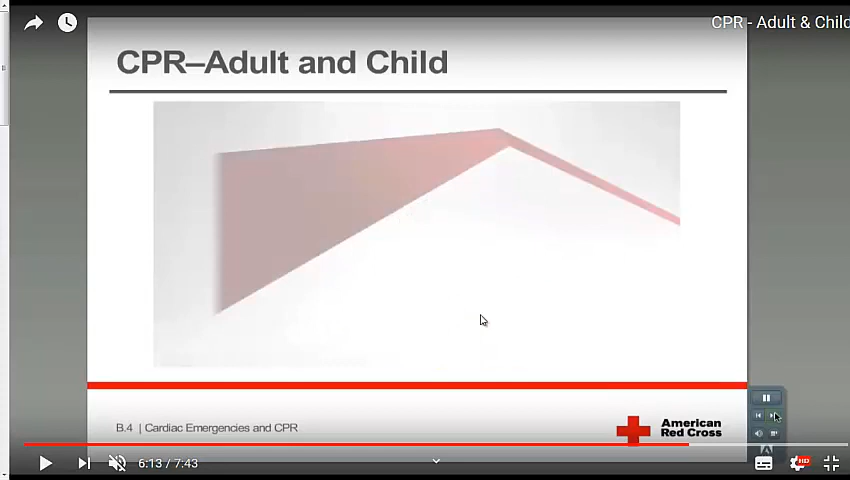 CPR - Adult & Child
CPR–Adult and Child
B.4 | Cardiac Emergencies and CPR
American
Red Cross
6:13 / 7:43
HD